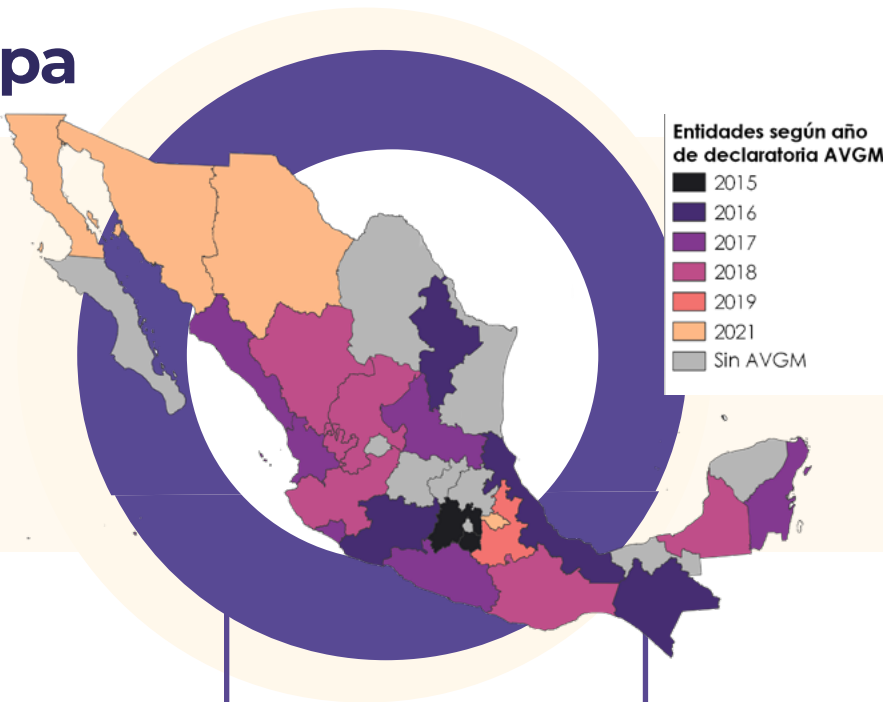 pa
Entidades según año
de declaratoria AVGM
2015
2016
2017
2018
2019
2021
Sin AVGM